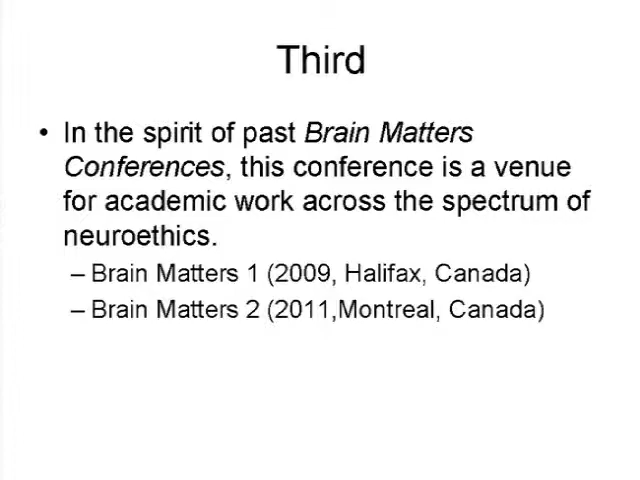 Third
• In the spirit of past Brain Matters
Conferences, this conference is a venue
for academic work across the spectrum of
neuroethics.
– Brain Matters 1 (2009, Halifax, Canada)
– Brain Matters 2 (2011,Montreal, Canada)